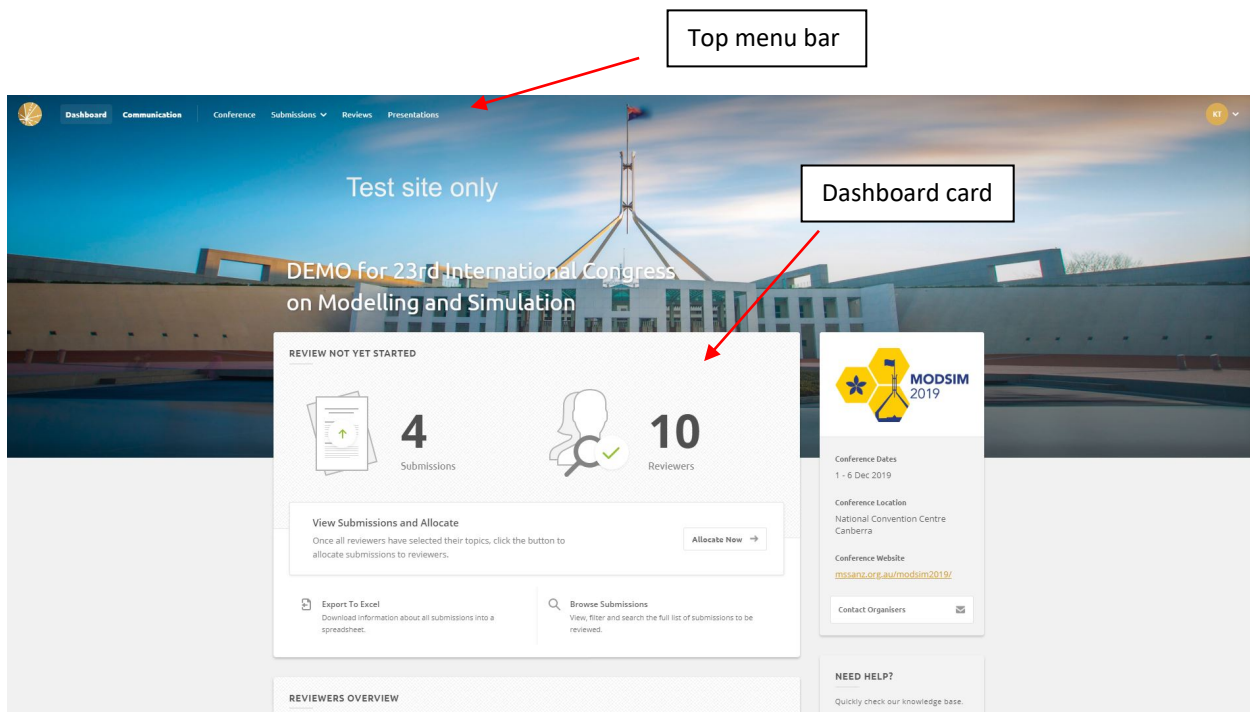 Top menu bar
Dashboard Communication Conference Submissions Reviews Presentations KT
Test site only
Dashboard card
DEMO for 23rd International Congress
on Modelling and Simulation
REVIEW NOT YET STARTED
4
Submissions
10
Reviewers
View Submissions and Allocate
Once all reviewers have selected their topics, click the button to
allocate submissions to reviewers.
Allocate Now
Export To Excel
Download information about all submissions into a
spreadsheet.
Browse Submissions
View, filter and search the full list of submissions to be
reviewed.
REVIEWERS OVERVIEW
MODSIM
2019
Conference Dates
1 - 6 Dec 2019
Conference Location
National Convention Centre
Canberra
Conference Website
mssanz.org.au/modsim2019/
Contact Organisers
NEED HELP?
Quickly check our knowledge base.